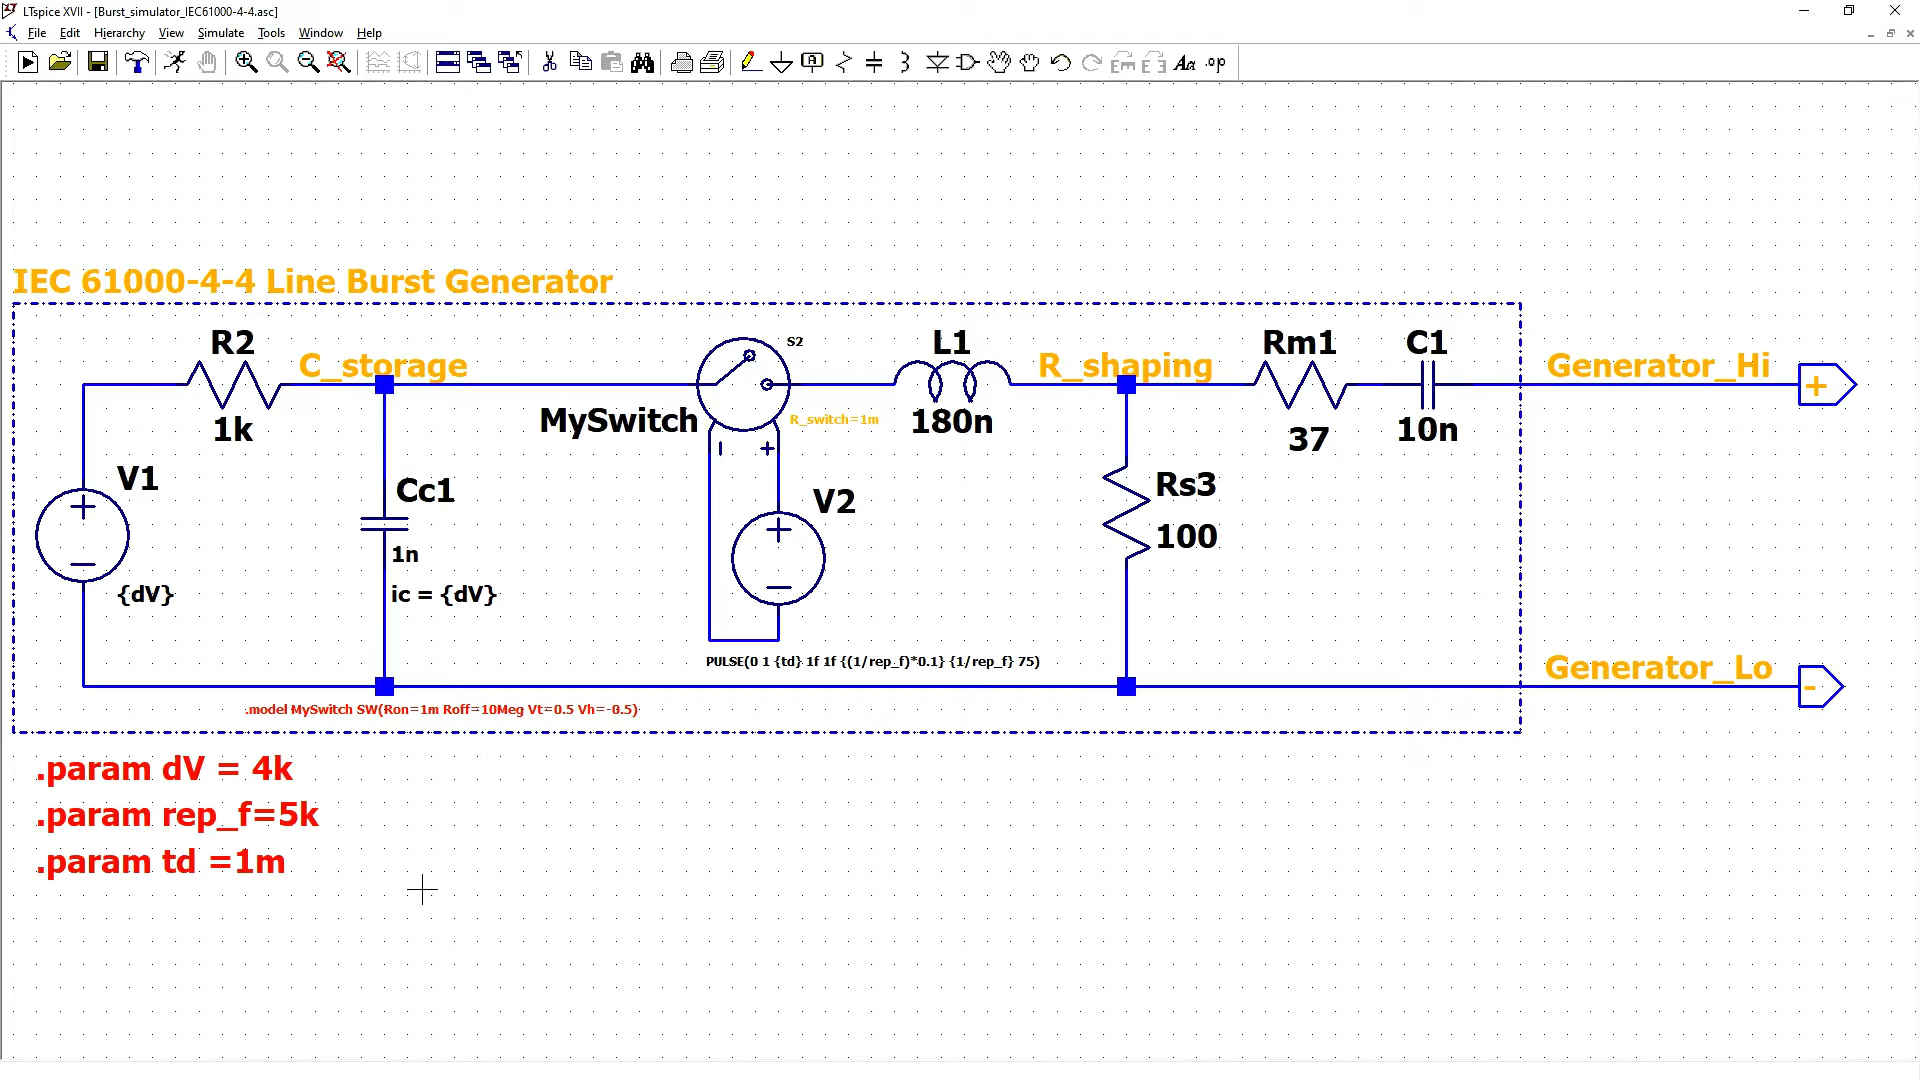 LTspice XVII - [Burst_simulator_IEC61000-4-4.asc]
File Edit Hierarchy View Simulate Tools Window Help
Aa .op
IEC 61000-4-4 Line Burst Generator
R2
1k
C_storage
V1
{dV}
Cc1
1n
ic = {dV}
S2
MySwitch
R_switch=1m
- +
V2
PULSE(0 1 {td} 1f 1f {(1/rep_f)*0.1} {1/rep_f} 75)
L1
180n
R_shaping
Rs3
100
Rm1
37
C1
10n
Generator_Hi
+
Generator_Lo
-
.model MySwitch SW(Ron=1m Roff=10Meg Vt=0.5 Vh=-0.5)
.param dV = 4k
.param rep_f=5k
.param td =1m